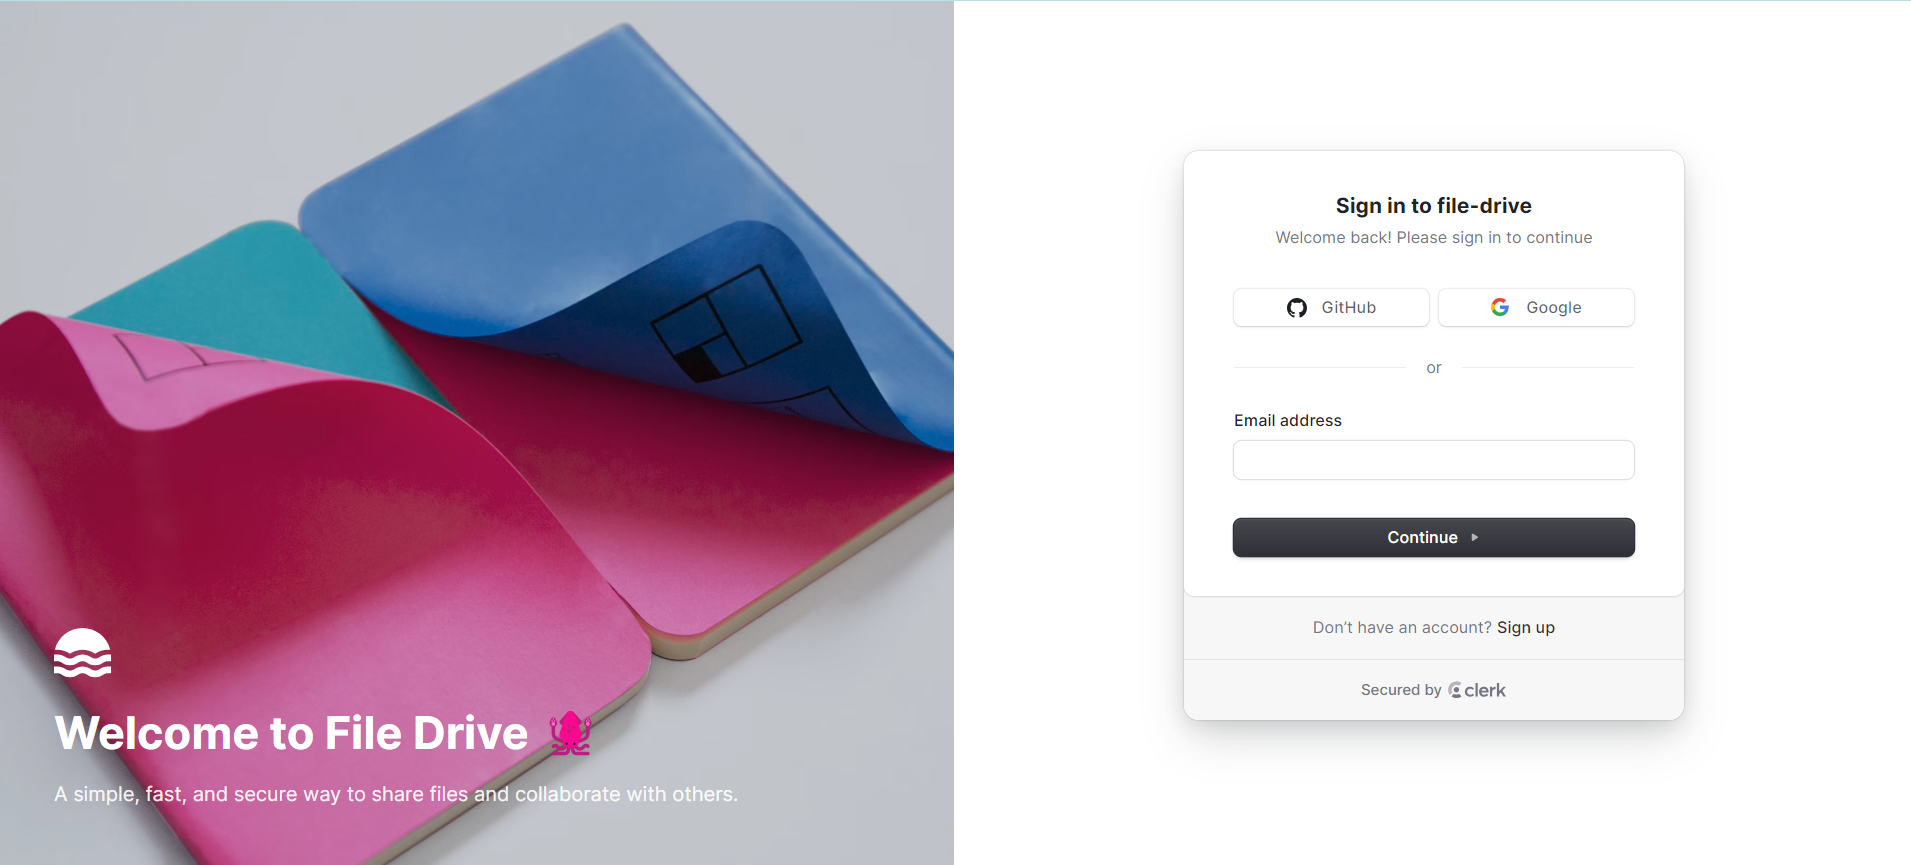 Welcome to File Drive
A simple, fast, and secure way to share files and collaborate with others.
Sign in to file-drive
Welcome back! Please sign in to continue
GitHub
Google
or
Email address
Continue
Don’t have an account? Sign up
Secured by clerk